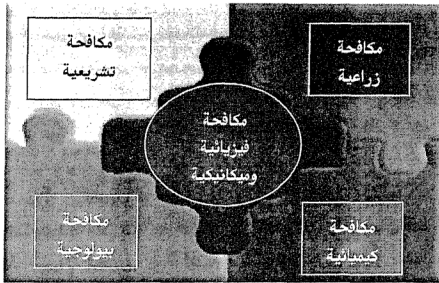 مكافحة
تشريعية
مكافحة
زراعية
مكافحة
فيزيائية
وميكانيكية
مكافحة
بيولوجية
مكافحة
كيميائية